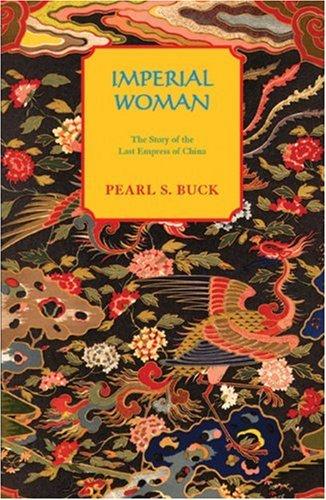 IMPERIAL
WOMAN
The Story of the
Last Empress of China
PEARL S. BUCK